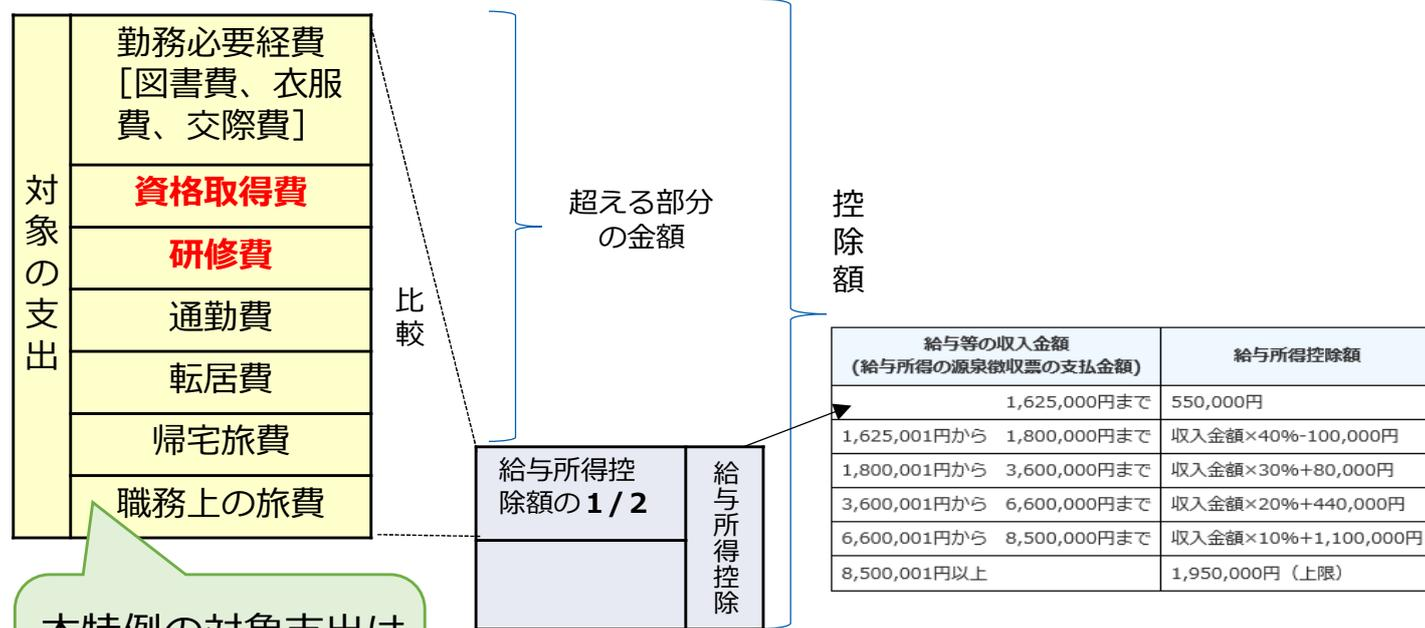 対象の支出
勤務必要経費
［図書費、衣服
費、交際費］
資格取得費
研修費
通勤費
転居費
帰宅旅費
職務上の旅費
本特例の対象支出は
比較
超える部分
の金額
控除額
給与所得控
除額の1/2
給与所得控除
給与等の収入金額
(給与所得の源泉徴収票の支払金額)
給与所得控除額
1,625,000円まで 550,000円
1,625,001円から 1,800,000円まで 収入金額×40%-100,000円
1,800,001円から 3,600,000円まで 収入金額×30%+80,000円
3,600,001円から 6,600,000円まで 収入金額×20%+440,000円
6,600,001円から 8,500,000円まで 収入金額×10%+1,100,000円
8,500,001円以上 1,950,000円（上限）